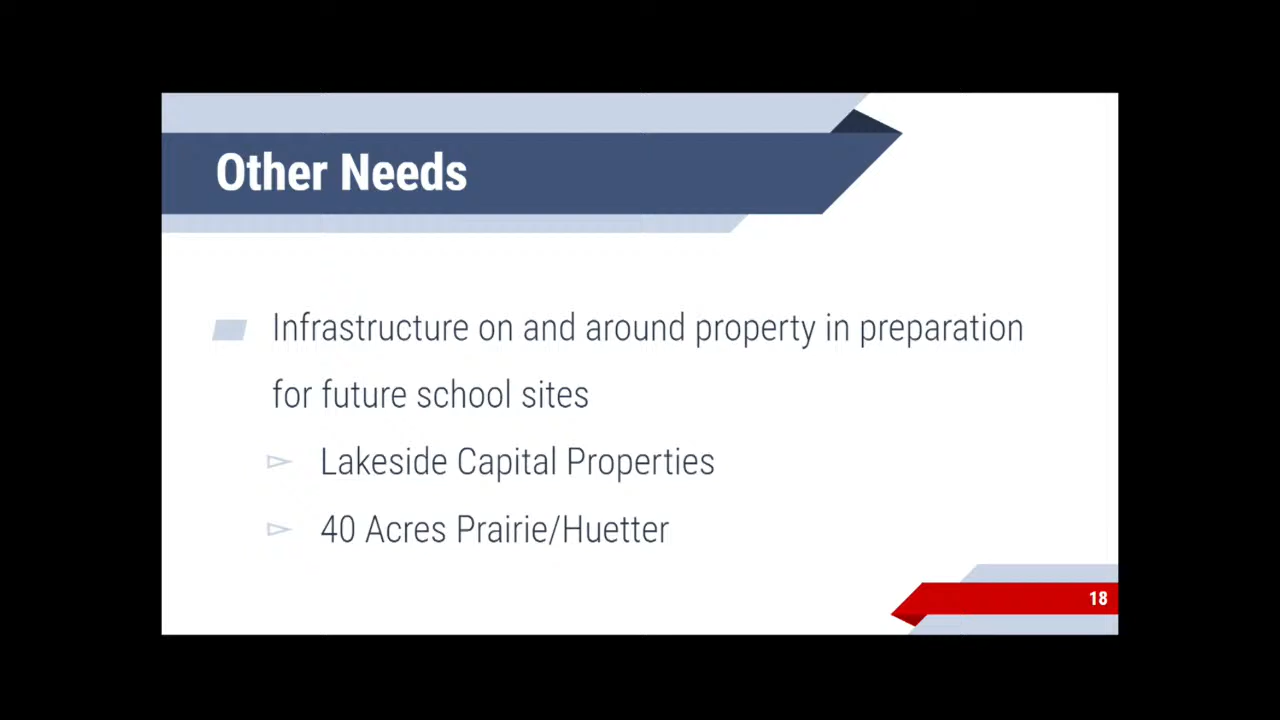 Other Needs
Infrastructure on and around property in preparation
for future school sites
Lakeside Capital Properties
40 Acres Prairie/Huetter
18